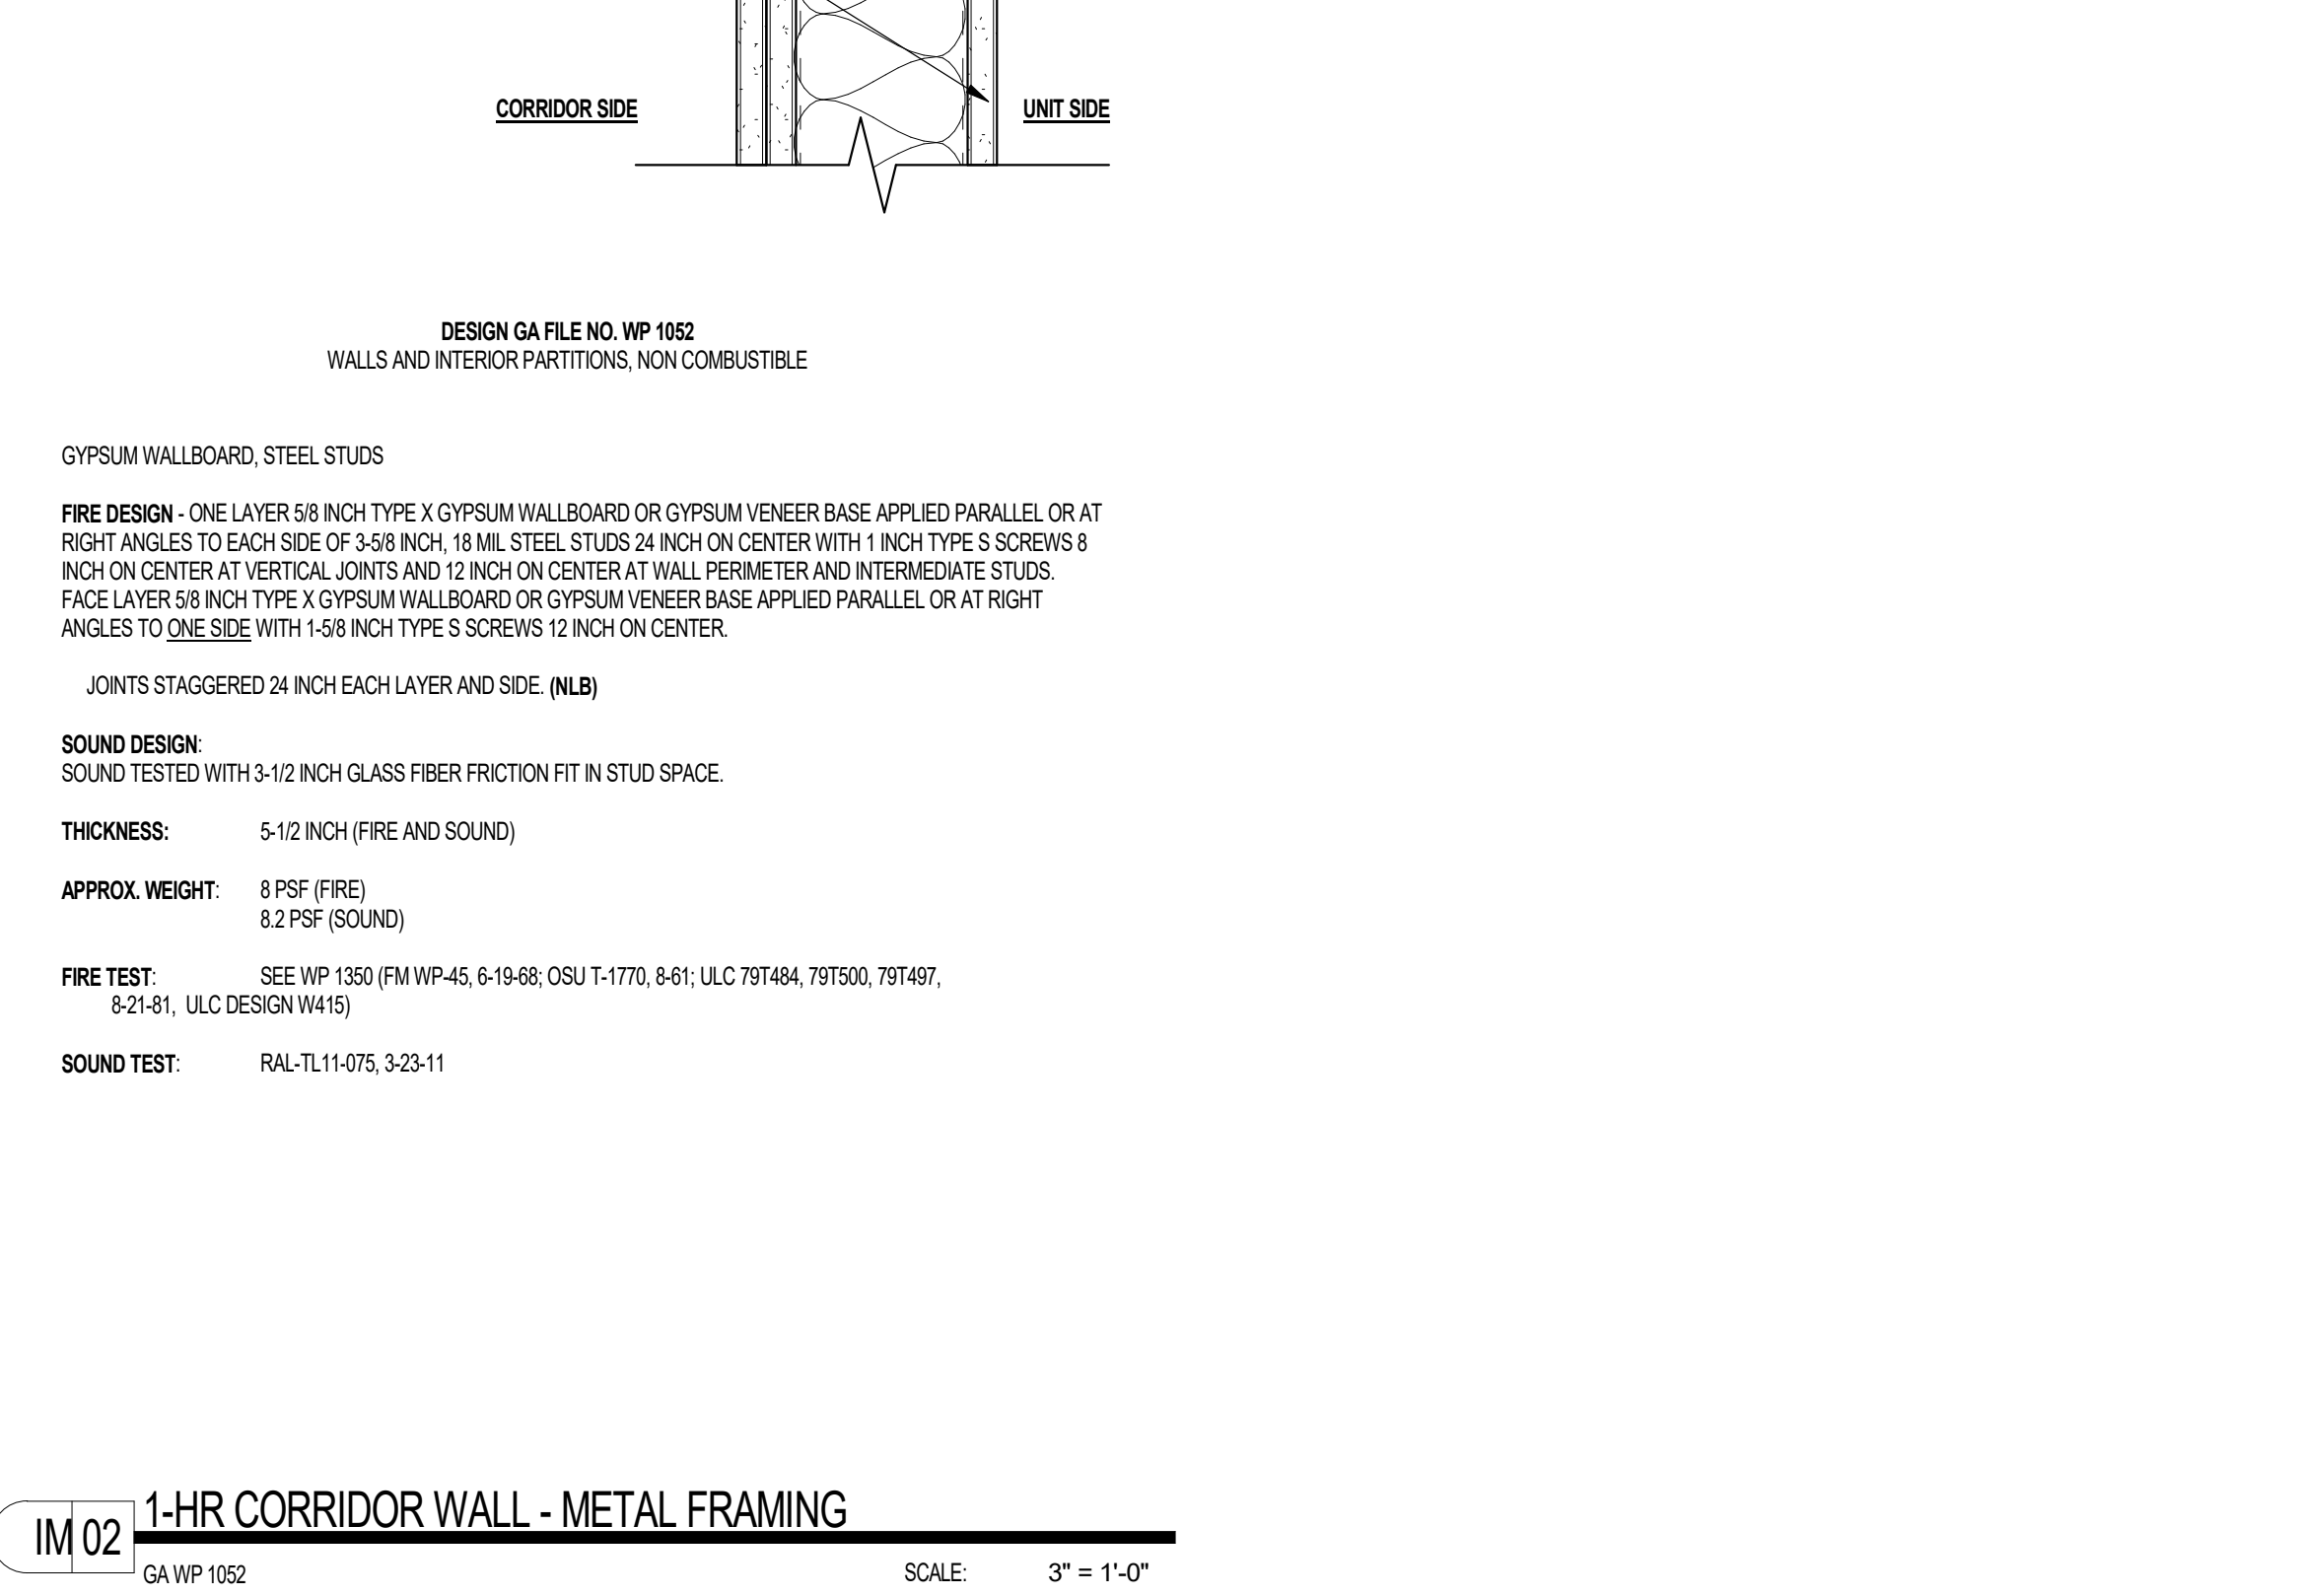 CORRIDOR SIDE
UNIT SIDE
DESIGN GA FILE NO. WP 1052
WALLS AND INTERIOR PARTITIONS, NON COMBUSTIBLE
GYPSUM WALLBOARD, STEEL STUDS
FIRE DESIGN - ONE LAYER 5/8 INCH TYPE X GYPSUM WALLBOARD OR GYPSUM VENEER BASE APPLIED PARALLEL OR AT
RIGHT ANGLES TO EACH SIDE OF 3-5/8 INCH, 18 MIL STEEL STUDS 24 INCH ON CENTER WITH 1 INCH TYPE S SCREWS 8
INCH ON CENTER AT VERTICAL JOINTS AND 12 INCH ON CENTER AT WALL PERIMETER AND INTERMEDIATE STUDS.
FACE LAYER 5/8 INCH TYPE X GYPSUM WALLBOARD OR GYPSUM VENEER BASE APPLIED PARALLEL OR AT RIGHT
ANGLES TO ONE SIDE WITH 1-5/8 INCH TYPE S SCREWS 12 INCH ON CENTER.
JOINTS STAGGERED 24 INCH EACH LAYER AND SIDE. (NLB)
SOUND DESIGN:
SOUND TESTED WITH 3-1/2 INCH GLASS FIBER FRICTION FIT IN STUD SPACE.
THICKNESS: 5-1/2 INCH (FIRE AND SOUND)
APPROX. WEIGHT: 8 PSF (FIRE)
8.2 PSF (SOUND)
FIRE TEST: SEE WP 1350 (FM WP-45, 6-19-68; OSU T-1770, 8-61; ULC 79T484, 79T500, 79T497,
8-21-81, ULC DESIGN W415)
SOUND TEST: RAL-TL11-075, 3-23-11
IM 02 1-HR CORRIDOR WALL - METAL FRAMING
GA WP 1052 SCALE: 3" = 1'-0"